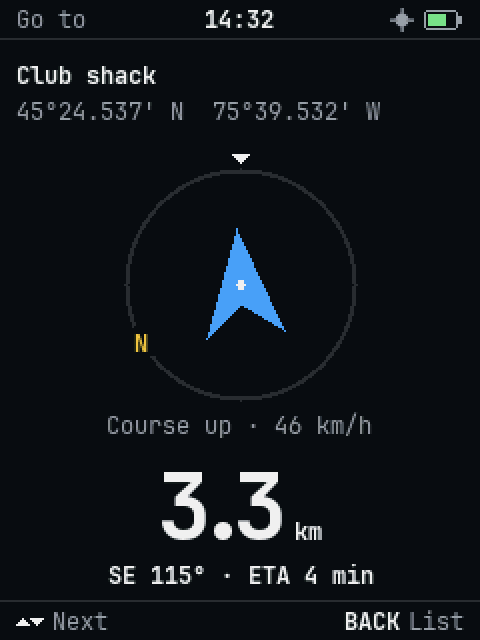 Go to 14:32
Club shack
45°24.537' N 75°39.532' W
N
Course up · 46 km/h
3.3 km
SE 115° · ETA 4 min
Next BACK List